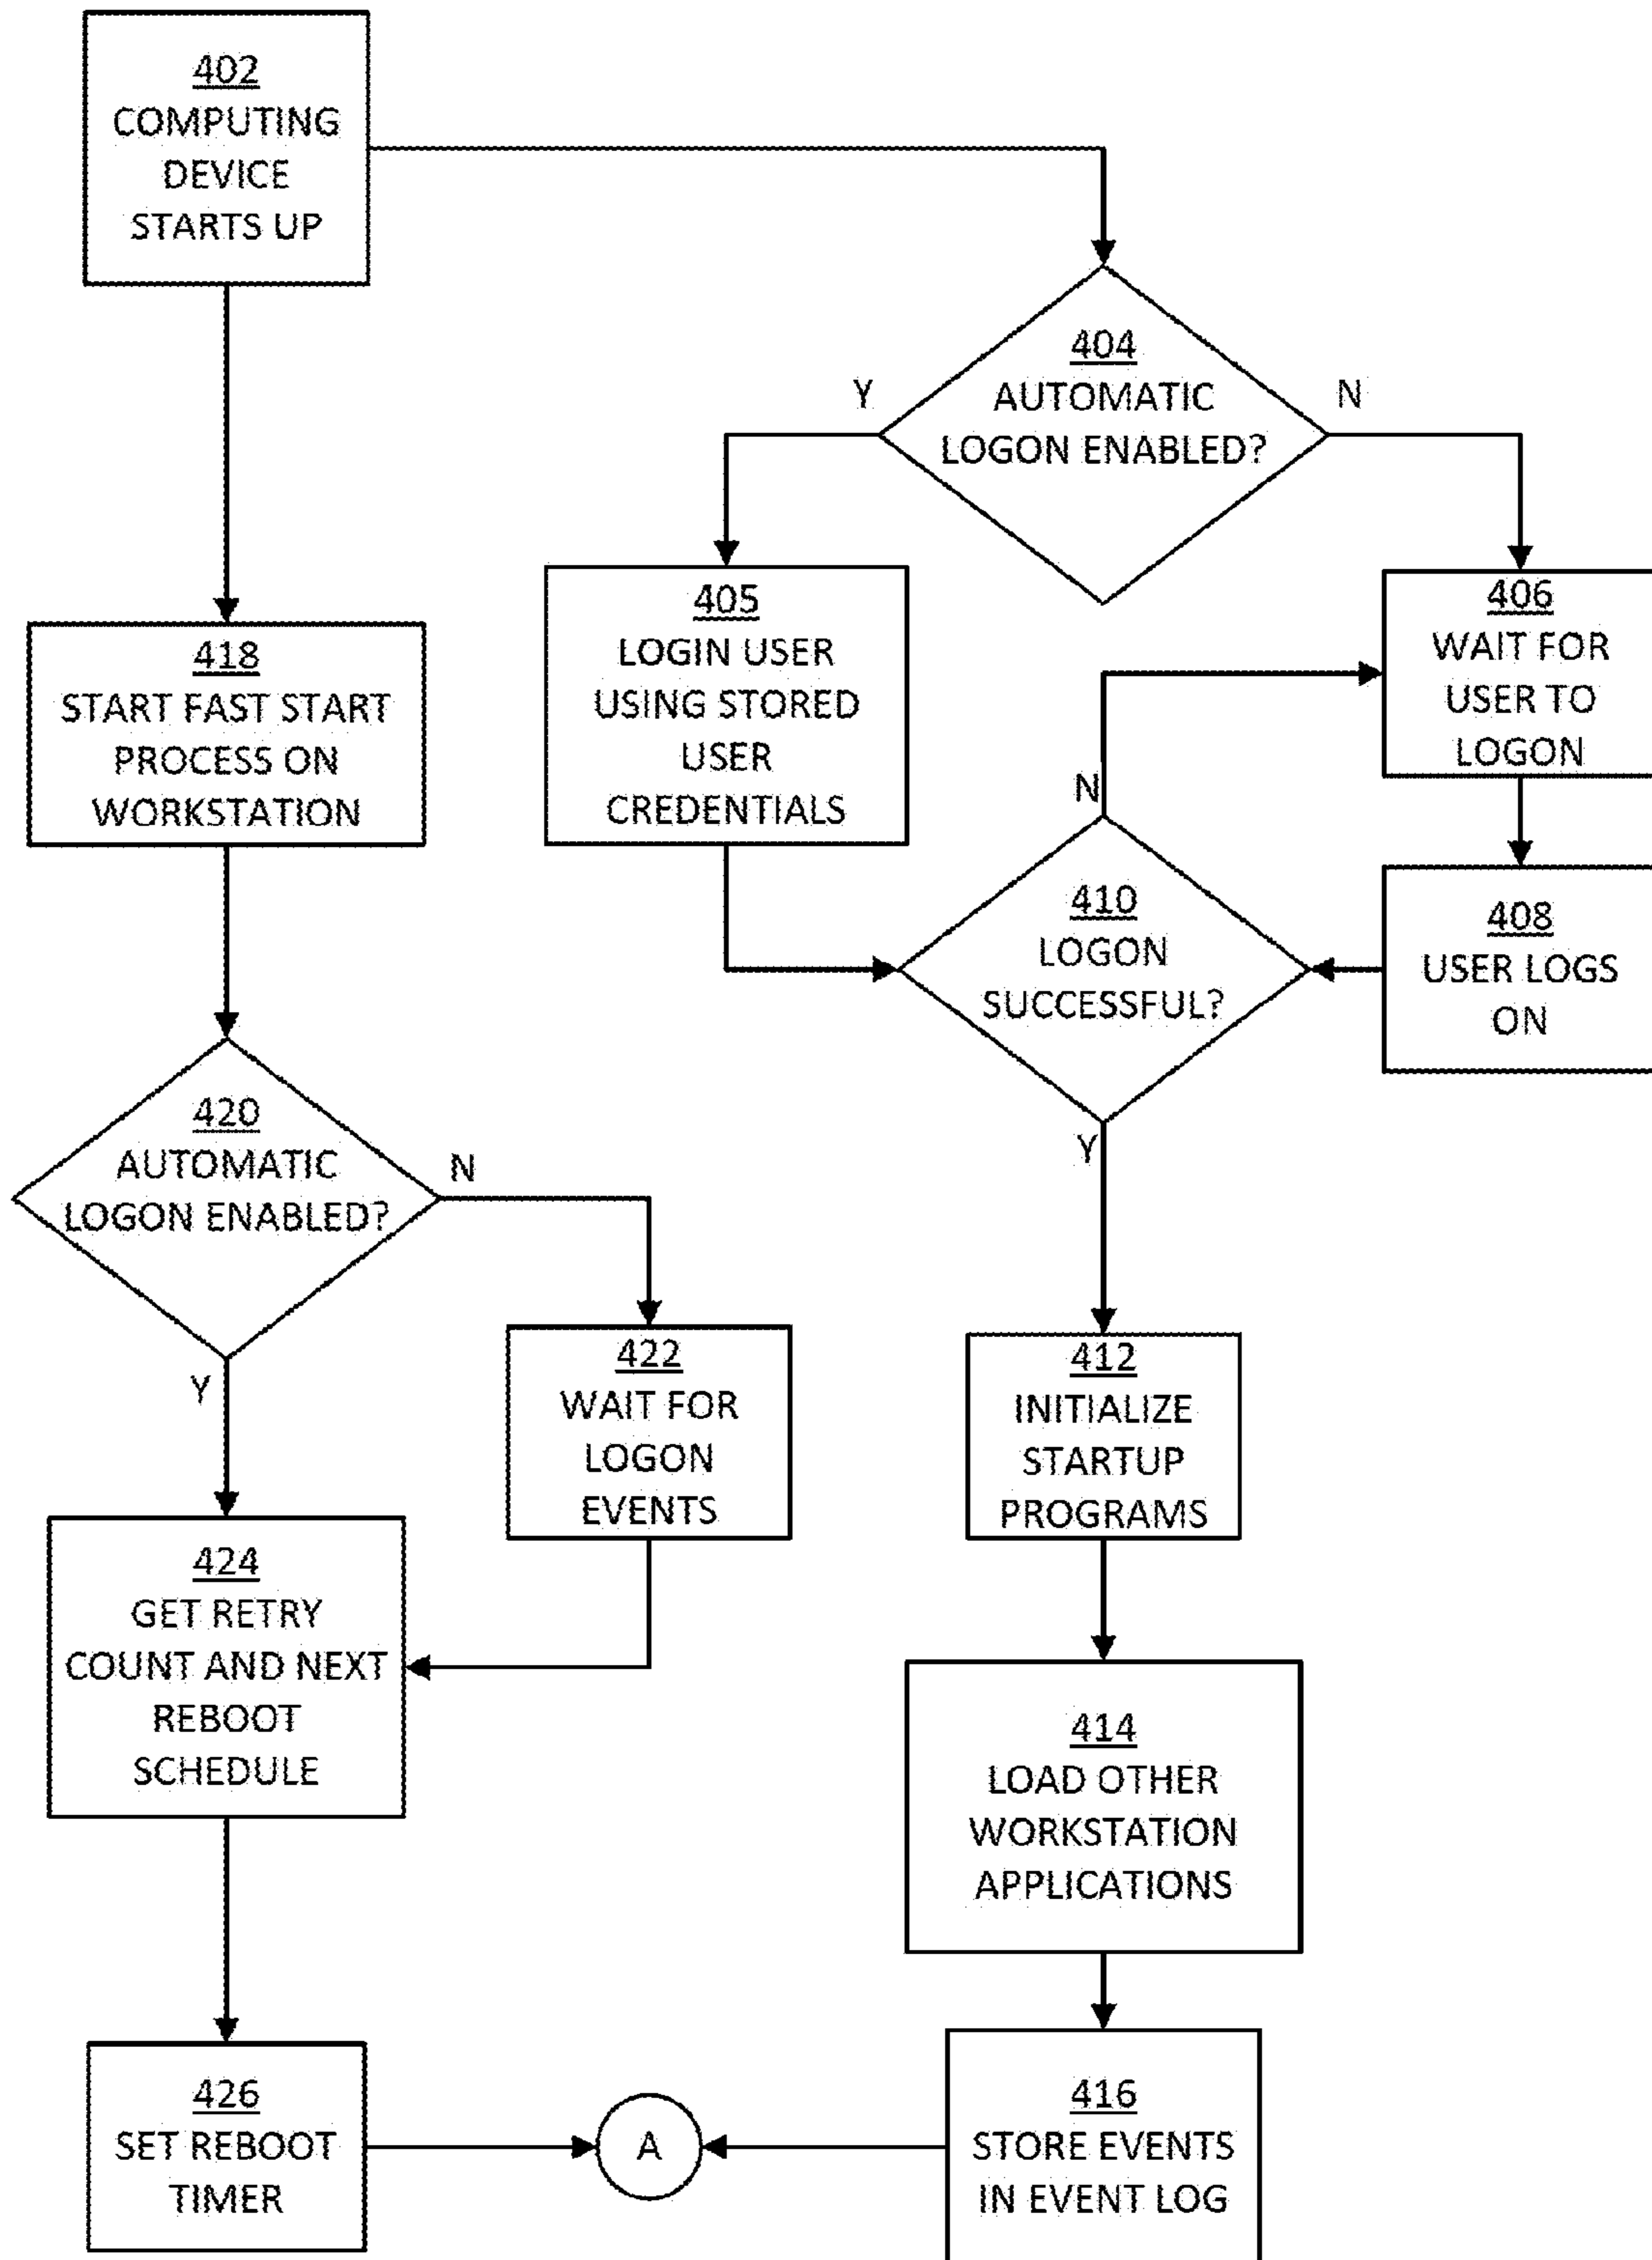 402
COMPUTING
DEVICE
STARTS UP
404
AUTOMATIC
LOGON ENABLED?
Y
N
405
LOGIN USER
USING STORED
USER
CREDENTIALS
406
WAIT FOR
USER TO
LOGON
408
USER LOGS
ON
410
LOGON
SUCCESSFUL?
N
Y
412
INITIALIZE
STARTUP
PROGRAMS
414
LOAD OTHER
WORKSTATION
APPLICATIONS
416
STORE EVENTS
IN EVENT LOG
418
START FAST START
PROCESS ON
WORKSTATION
420
AUTOMATIC
LOGON ENABLED?
N
Y
422
WAIT FOR
LOGON
EVENTS
424
GET RETRY
COUNT AND NEXT
REBOOT
SCHEDULE
426
SET REBOOT
TIMER
A